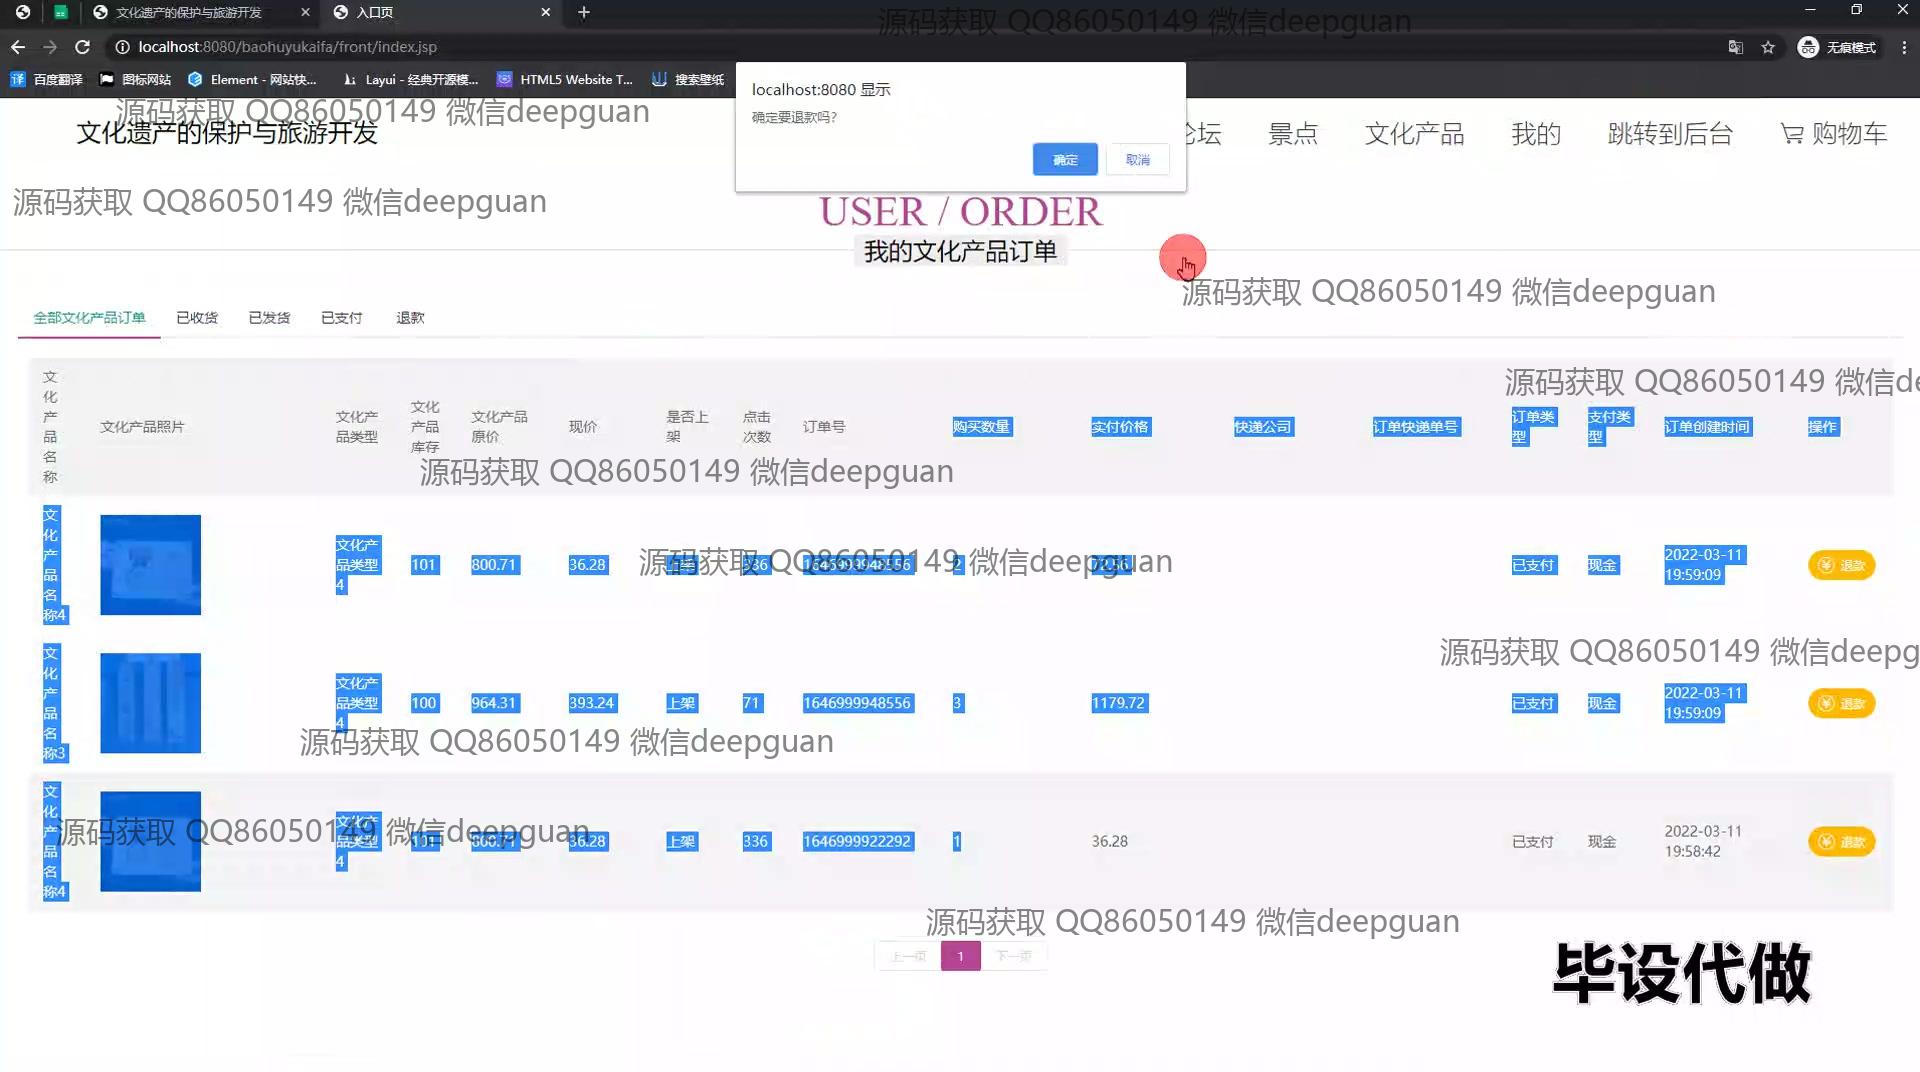 文化遗产的保护与旅游开发
入口页
localhost:8080/baohuyukaifa/front/index.jsp
无痕模式
百度翻译
图标网站
Element - 网站快...
Layui - 经典开源模...
HTML5 Website T...
搜索壁纸
localhost:8080 显示
确定要退款吗?
确定
取消
源码获取 QQ86050149 微信deepguan
源码获取 QQ86050149 微信deepguan
文化遗产的保护与旅游开发
坛
景点
文化产品
我的
跳转到后台
购物车
源码获取 QQ86050149 微信deepguan
USER / ORDER
我的文化产品订单
源码获取 QQ86050149 微信deepguan
全部文化产品订单
已收货
已发货
已支付
退款
源码获取 QQ86050149 微信de
文化产品名称
文化产品照片
文化产品类型
文化产品库存
文化产品原价
现价
是否上架
点击次数
订单号
购买数量
实付价格
快递公司
订单快递单号
订单类型
支付类型
订单创建时间
操作
源码获取 QQ86050149 微信deepguan
文化产品名称4
文化产品类型4
101
800.71
36.28
上架
336
1646999948556
2
72.56
已支付
现金
2022-03-11
19:59:09
退款
源码获取 QQ86050149 微信deepguan
源码获取 QQ86050149 微信deepg
文化产品名称3
文化产品类型4
100
964.31
393.24
上架
71
1646999948556
3
1179.72
已支付
现金
2022-03-11
19:59:09
退款
源码获取 QQ86050149 微信deepguan
文化产品名称4
文化产品类型4
101
800.71
36.28
上架
336
1646999922292
1
36.28
已支付
现金
2022-03-11
19:58:42
退款
源码获取 QQ86050149 微信deepguan
源码获取 QQ86050149 微信deepguan
上一页
1
下一页
毕设代做